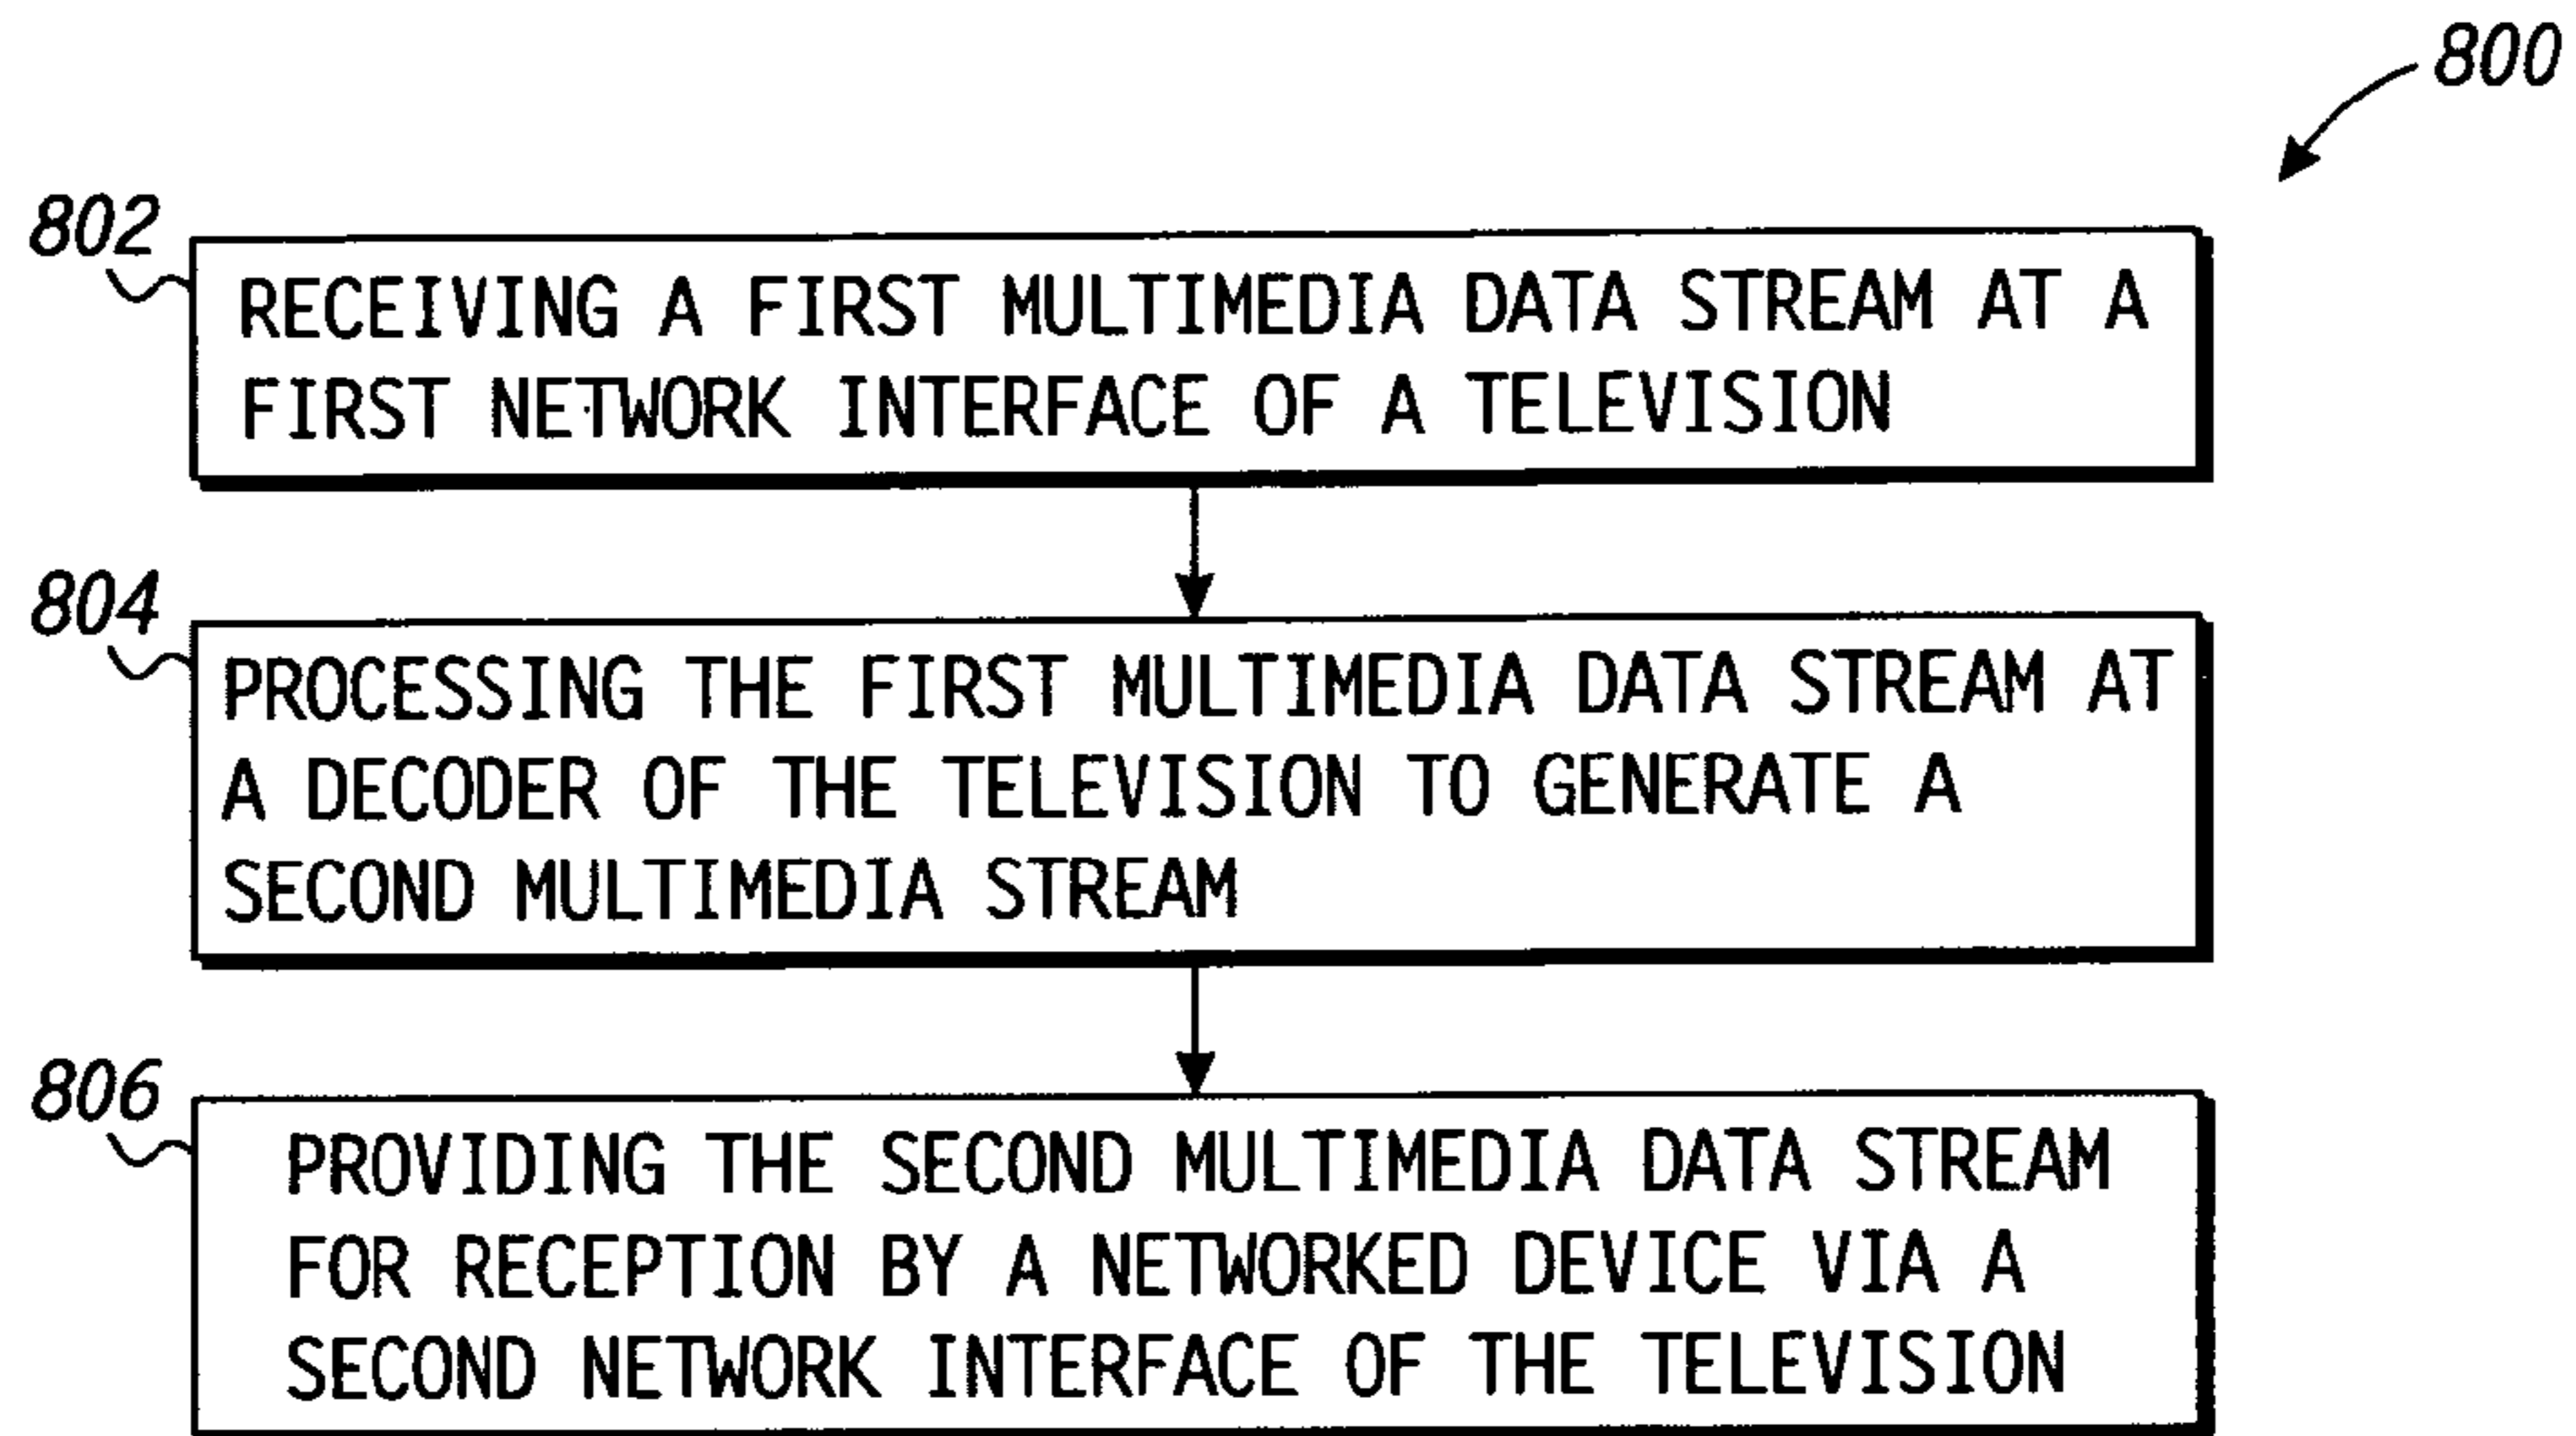 800
802
RECEIVING A FIRST MULTIMEDIA DATA STREAM AT A
FIRST NETWORK INTERFACE OF A TELEVISION
804
PROCESSING THE FIRST MULTIMEDIA DATA STREAM AT
A DECODER OF THE TELEVISION TO GENERATE A
SECOND MULTIMEDIA STREAM
806
PROVIDING THE SECOND MULTIMEDIA DATA STREAM
FOR RECEPTION BY A NETWORKED DEVICE VIA A
SECOND NETWORK INTERFACE OF THE TELEVISION